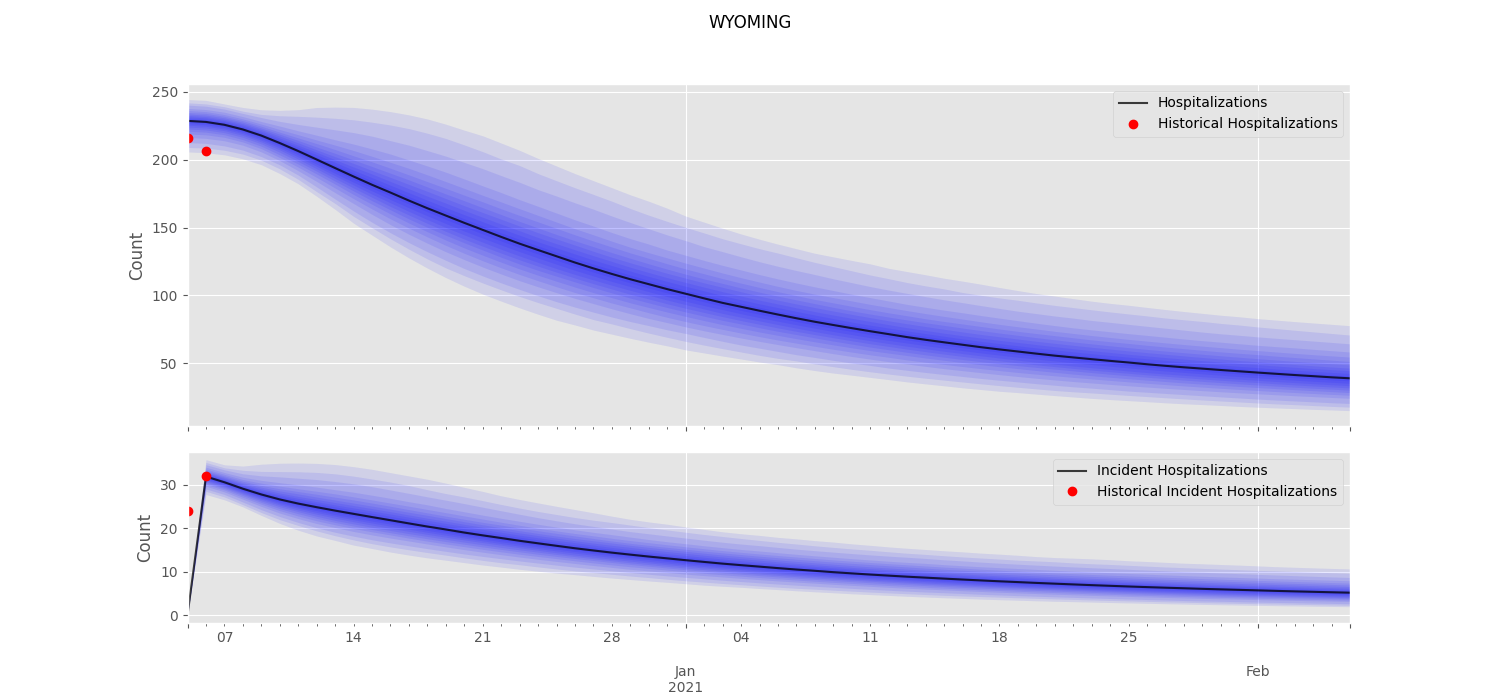 WYOMING
250
200
150
100
50
Count
Hospitalizations
Historical Hospitalizations
30
20
10
0
Count
Incident Hospitalizations
Historical Incident Hospitalizations
07 14 21 28 04 11 18 25
Jan Feb
2021